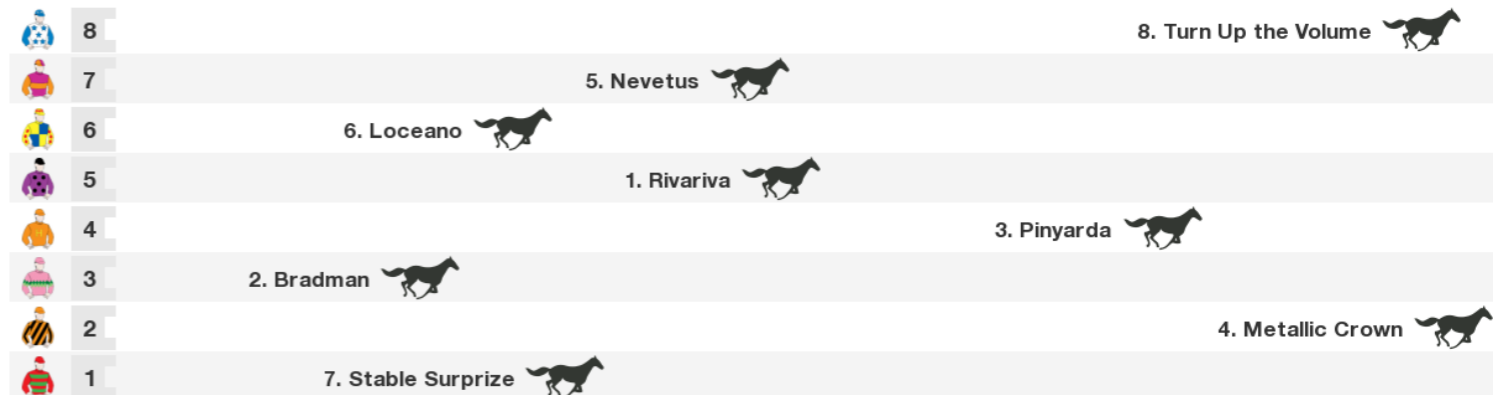 8 8. Turn Up the Volume
7 5. Nevetus
6 6. Loceano
5 1. Rivariva
4 3. Pinyarda
3 2. Bradman
2 4. Metallic Crown
1 7. Stable Surprize